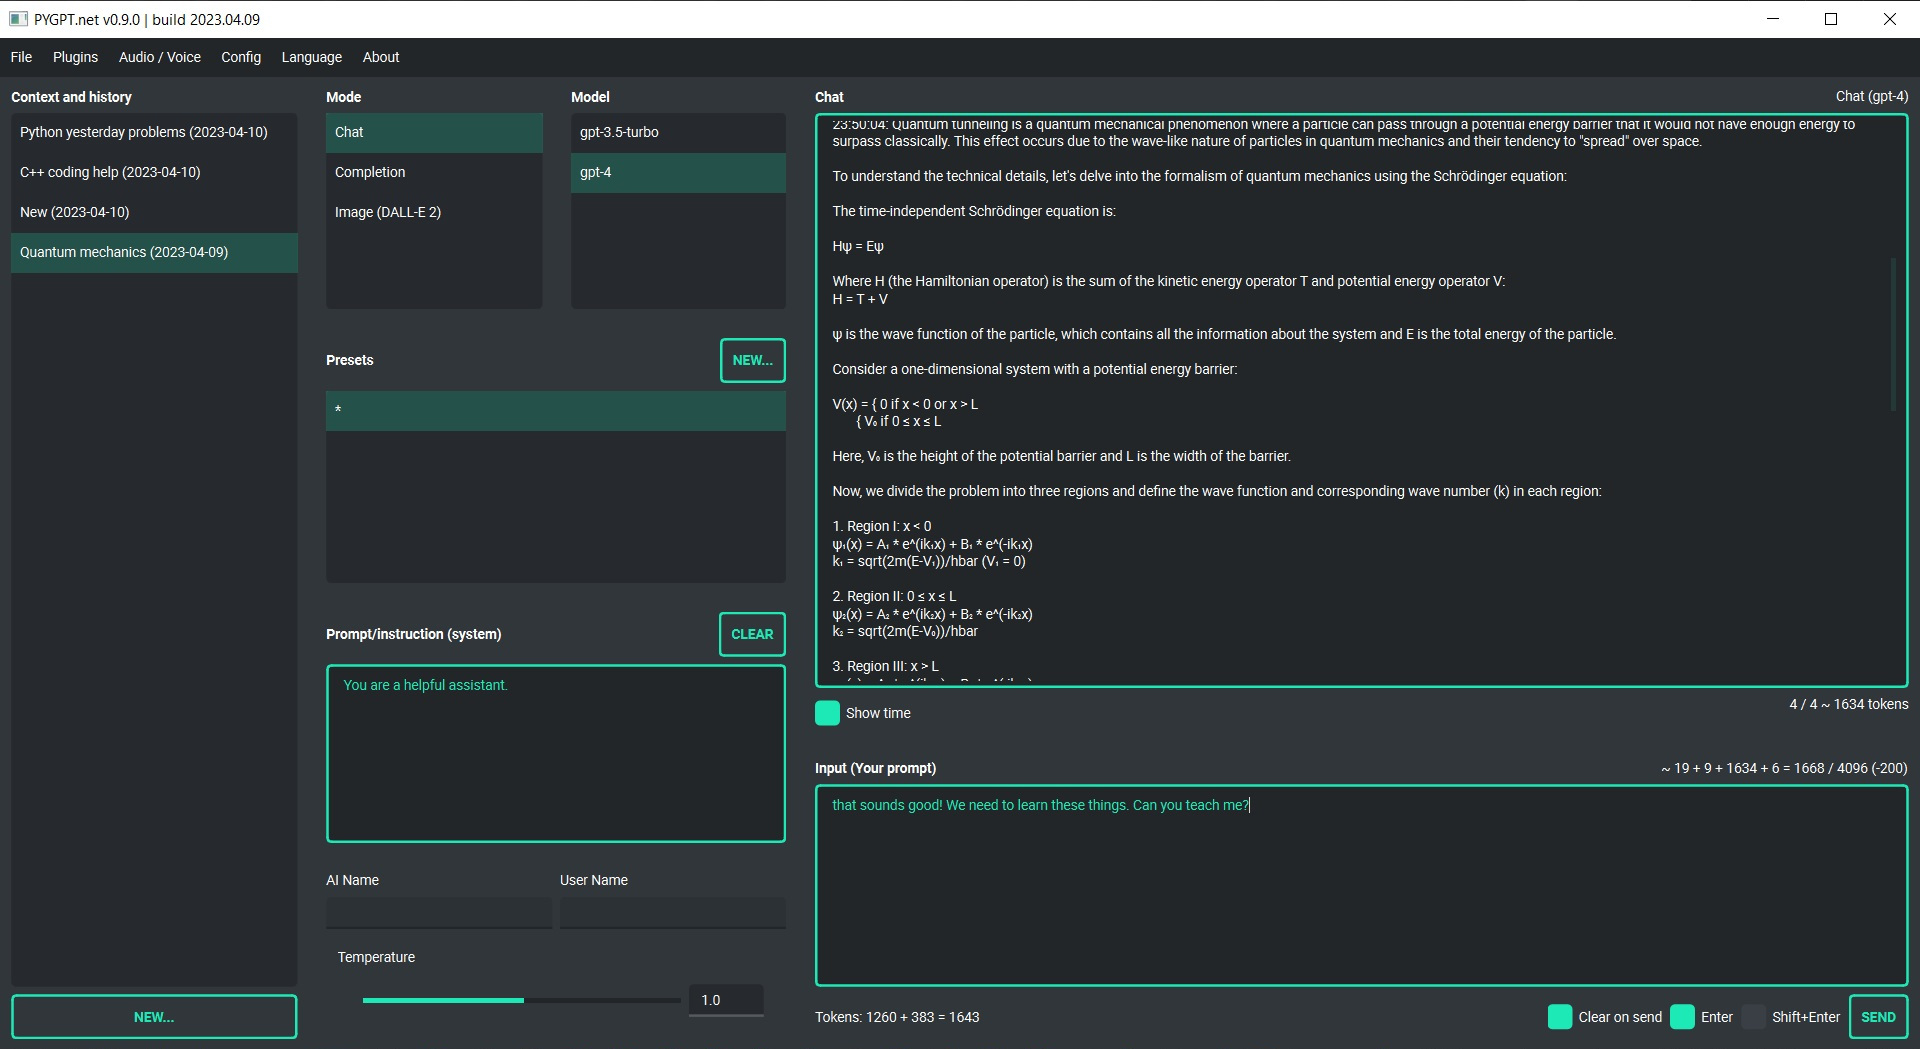 PYGPT.net v0.9.0 | build 2023.04.09
File Plugins Audio / Voice Config Language About
Context and history
Python yesterday problems (2023-04-10)
C++ coding help (2023-04-10)
New (2023-04-10)
Quantum mechanics (2023-04-09)
NEW...
Mode
Chat
Completion
Image (DALL-E 2)
Model
gpt-3.5-turbo
gpt-4
Presets
NEW...
*
Prompt/instruction (system)
CLEAR
You are a helpful assistant.
AI Name
User Name
Temperature
1.0
Chat
Chat (gpt-4)
23:50:04: Quantum tunneling is a quantum mechanical phenomenon where a particle can pass through a potential energy barrier that it would not have enough energy to
surpass classically. This effect occurs due to the wave-like nature of particles in quantum mechanics and their tendency to "spread" over space.
To understand the technical details, let's delve into the formalism of quantum mechanics using the Schrödinger equation:
The time-independent Schrödinger equation is:
Hψ = Eψ
Where H (the Hamiltonian operator) is the sum of the kinetic energy operator T and potential energy operator V:
H = T + V
ψ is the wave function of the particle, which contains all the information about the system and E is the total energy of the particle.
Consider a one-dimensional system with a potential energy barrier:
V(x) = { 0 if x < 0 or x > L
{ V₀ if 0 ≤ x ≤ L
Here, V₀ is the height of the potential barrier and L is the width of the barrier.
Now, we divide the problem into three regions and define the wave function and corresponding wave number (k) in each region:
1. Region I: x < 0
ψ₁(x) = A₁ * e^(ik₁x) + B₁ * e^(-ik₁x)
k₁ = sqrt(2m(E-V₁))/hbar (V₁ = 0)
2. Region II: 0 ≤ x ≤ L
ψ₂(x) = A₂ * e^(ik₂x) + B₂ * e^(-ik₂x)
k₂ = sqrt(2m(E-V₀))/hbar
3. Region III: x > L
Show time
4 / 4 ~ 1634 tokens
Input (Your prompt)
~ 19 + 9 + 1634 + 6 = 1668 / 4096 (-200)
that sounds good! We need to learn these things. Can you teach me?
Tokens: 1260 + 383 = 1643
Clear on send Enter Shift+Enter SEND